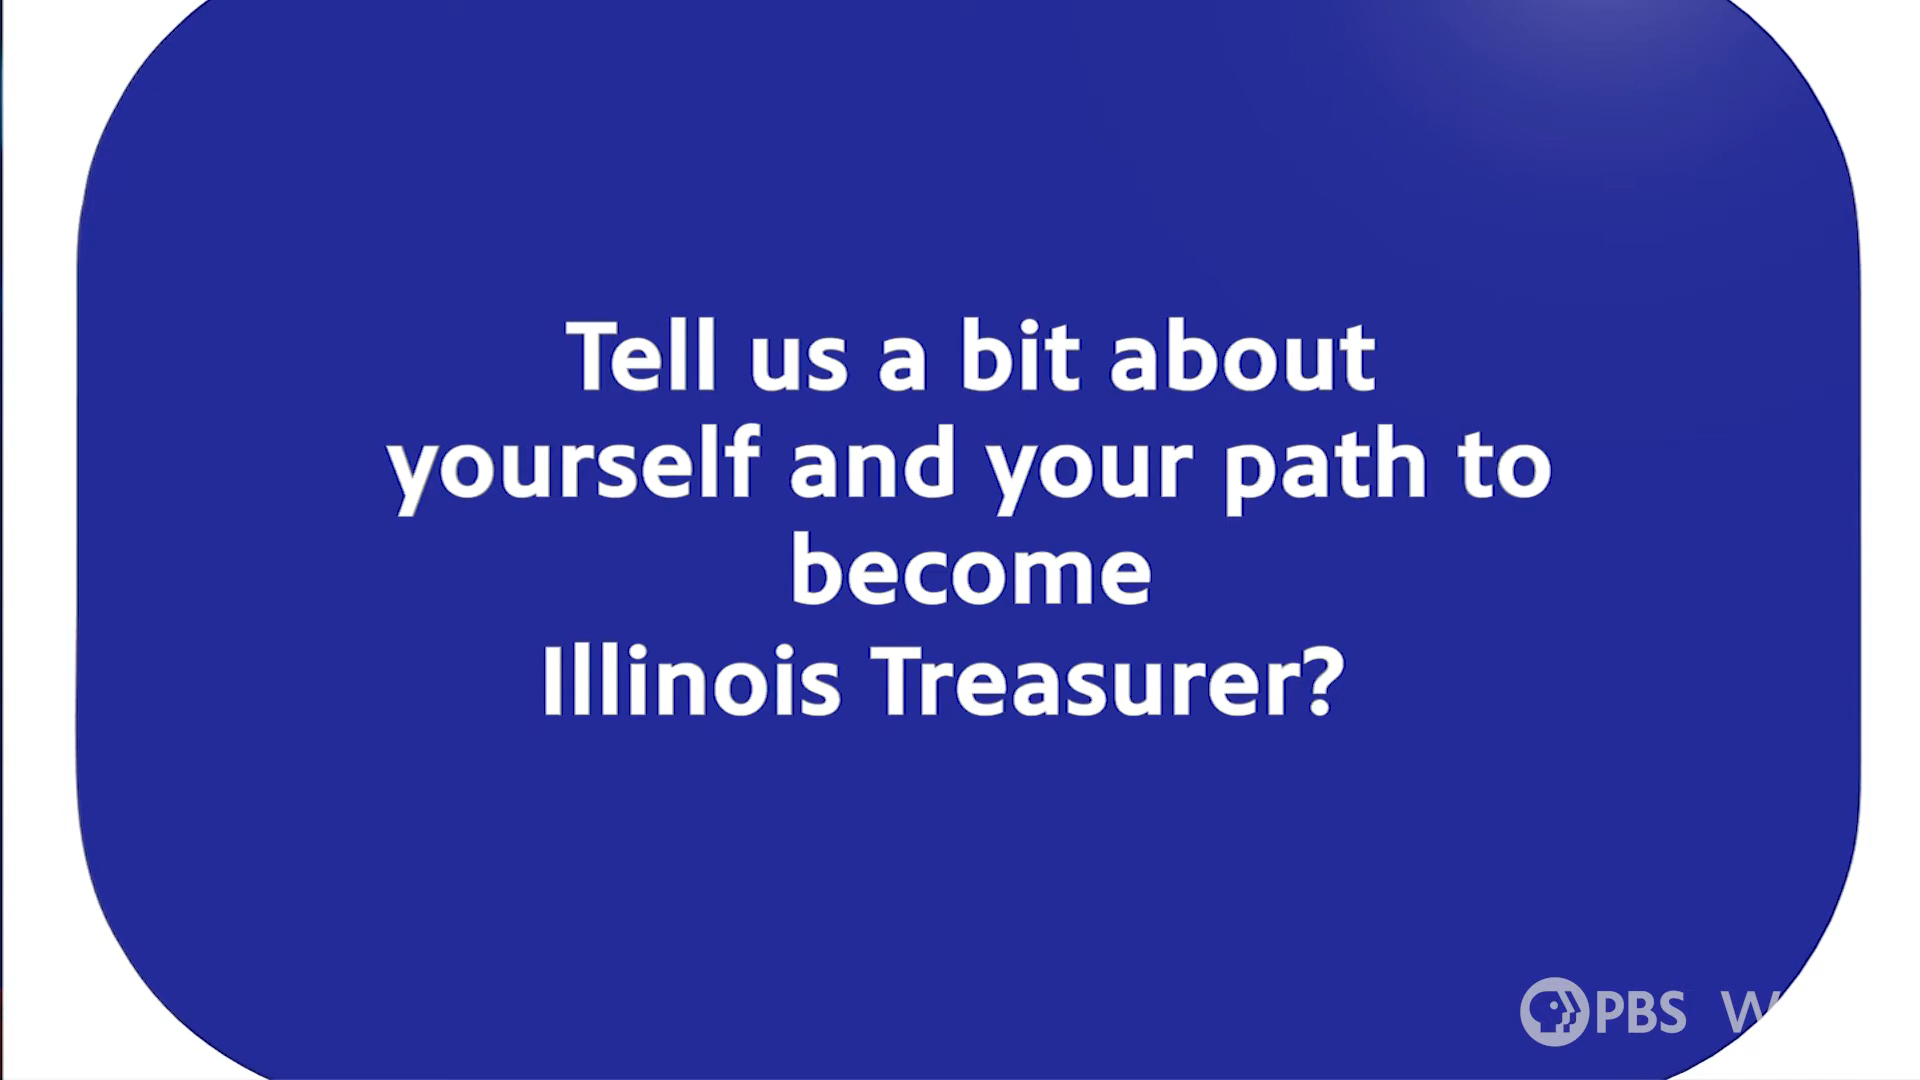 Tell us a bit about
yourself and your path to
become
Illinois Treasurer?
PBS W